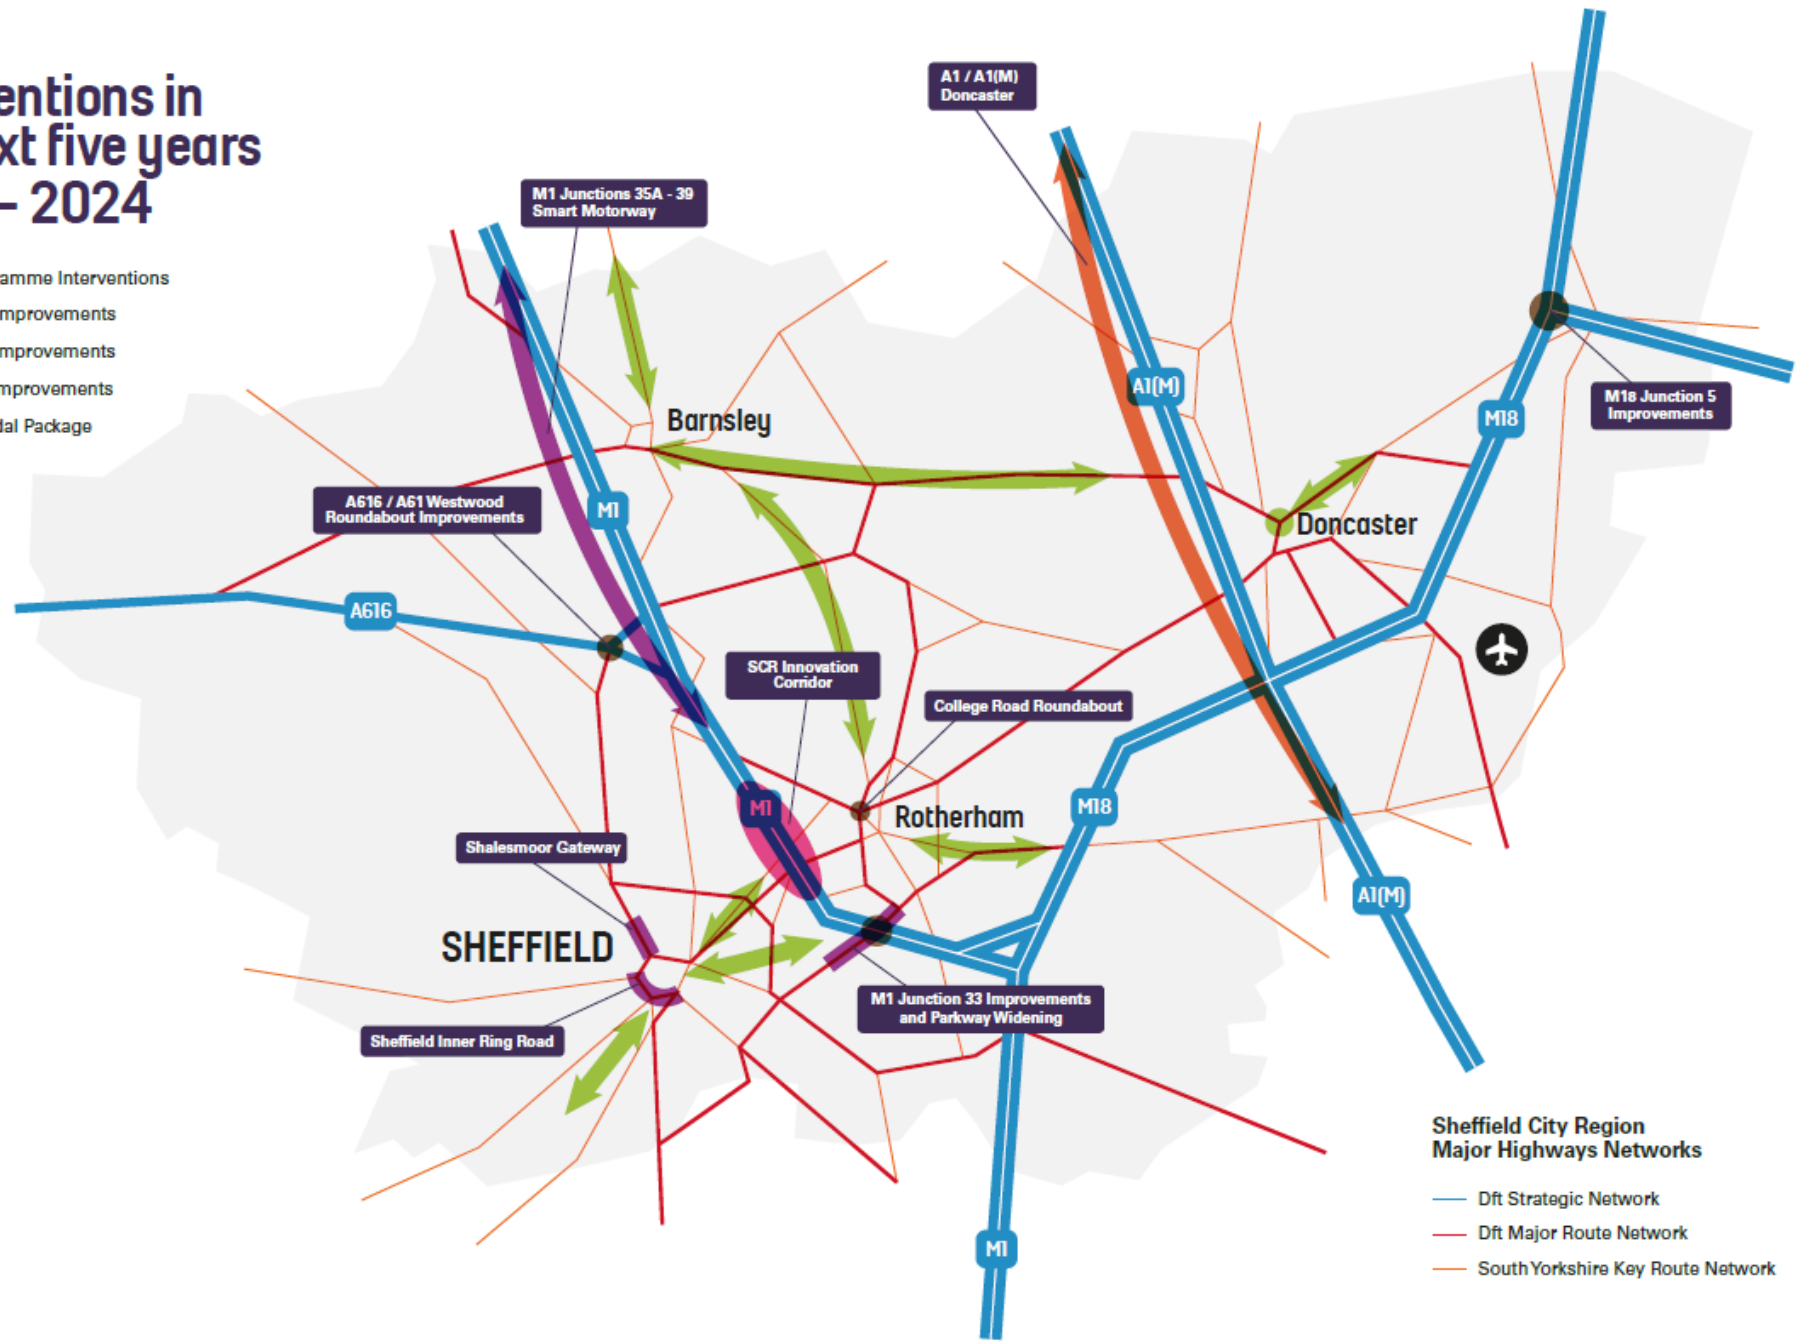 entions in
xt five years
– 2024
amme Interventions
mprovements
mprovements
mprovements
dal Package
A1 / A1(M)
Doncaster
M1 Junctions 35A - 39
Smart Motorway
A1(M)
M18
M18 Junction 5
Improvements
Barnsley
A616 / A61 Westwood
Roundabout Improvements
M1
Doncaster
A616
SCR Innovation
Corridor
College Road Roundabout
M1
Rotherham
M18
Shalesmoor Gateway
A1(M)
SHEFFIELD
M1 Junction 33 Improvements
and Parkway Widening
Sheffield Inner Ring Road
M1
Sheffield City Region
Major Highways Networks
Dft Strategic Network
Dft Major Route Network
South Yorkshire Key Route Network